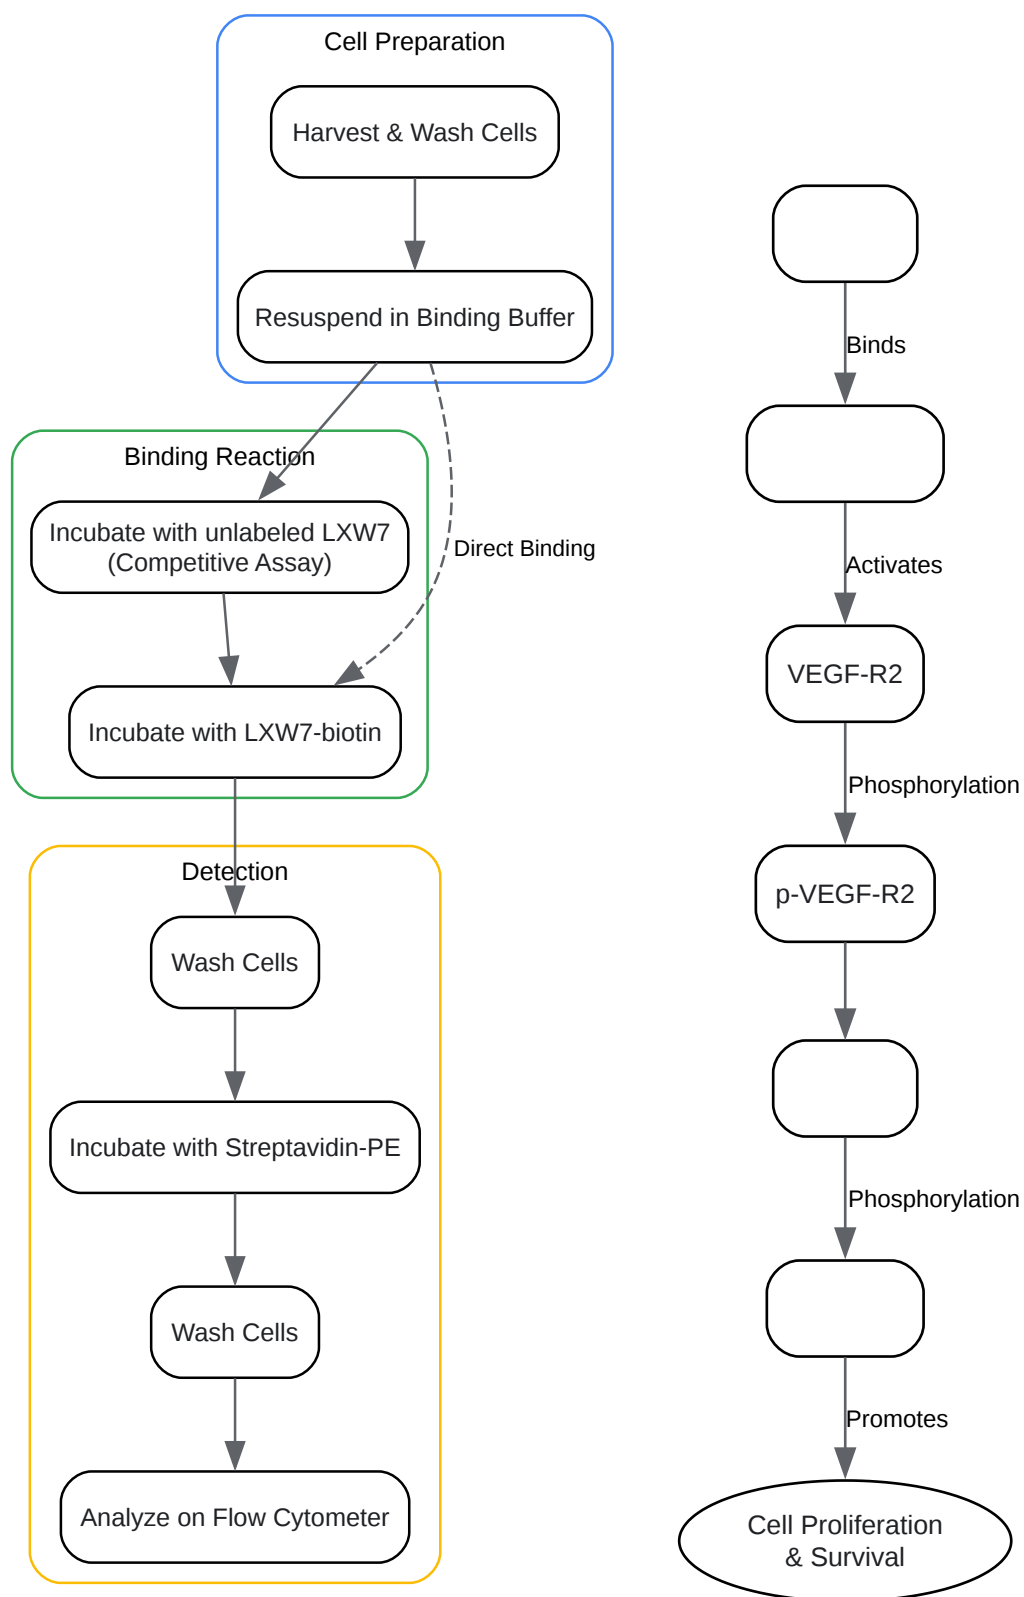 Cell Preparation
Harvest & Wash Cells
Resuspend in Binding Buffer
Binding Reaction
Incubate with unlabeled LXW7
(Competitive Assay)
Direct Binding
Incubate with LXW7-biotin
Detection
Wash Cells
Incubate with Streptavidin-PE
Wash Cells
Analyze on Flow Cytometer
Binds
Activates
VEGF-R2
Phosphorylation
p-VEGF-R2
Phosphorylation
Promotes
Cell Proliferation
& Survival